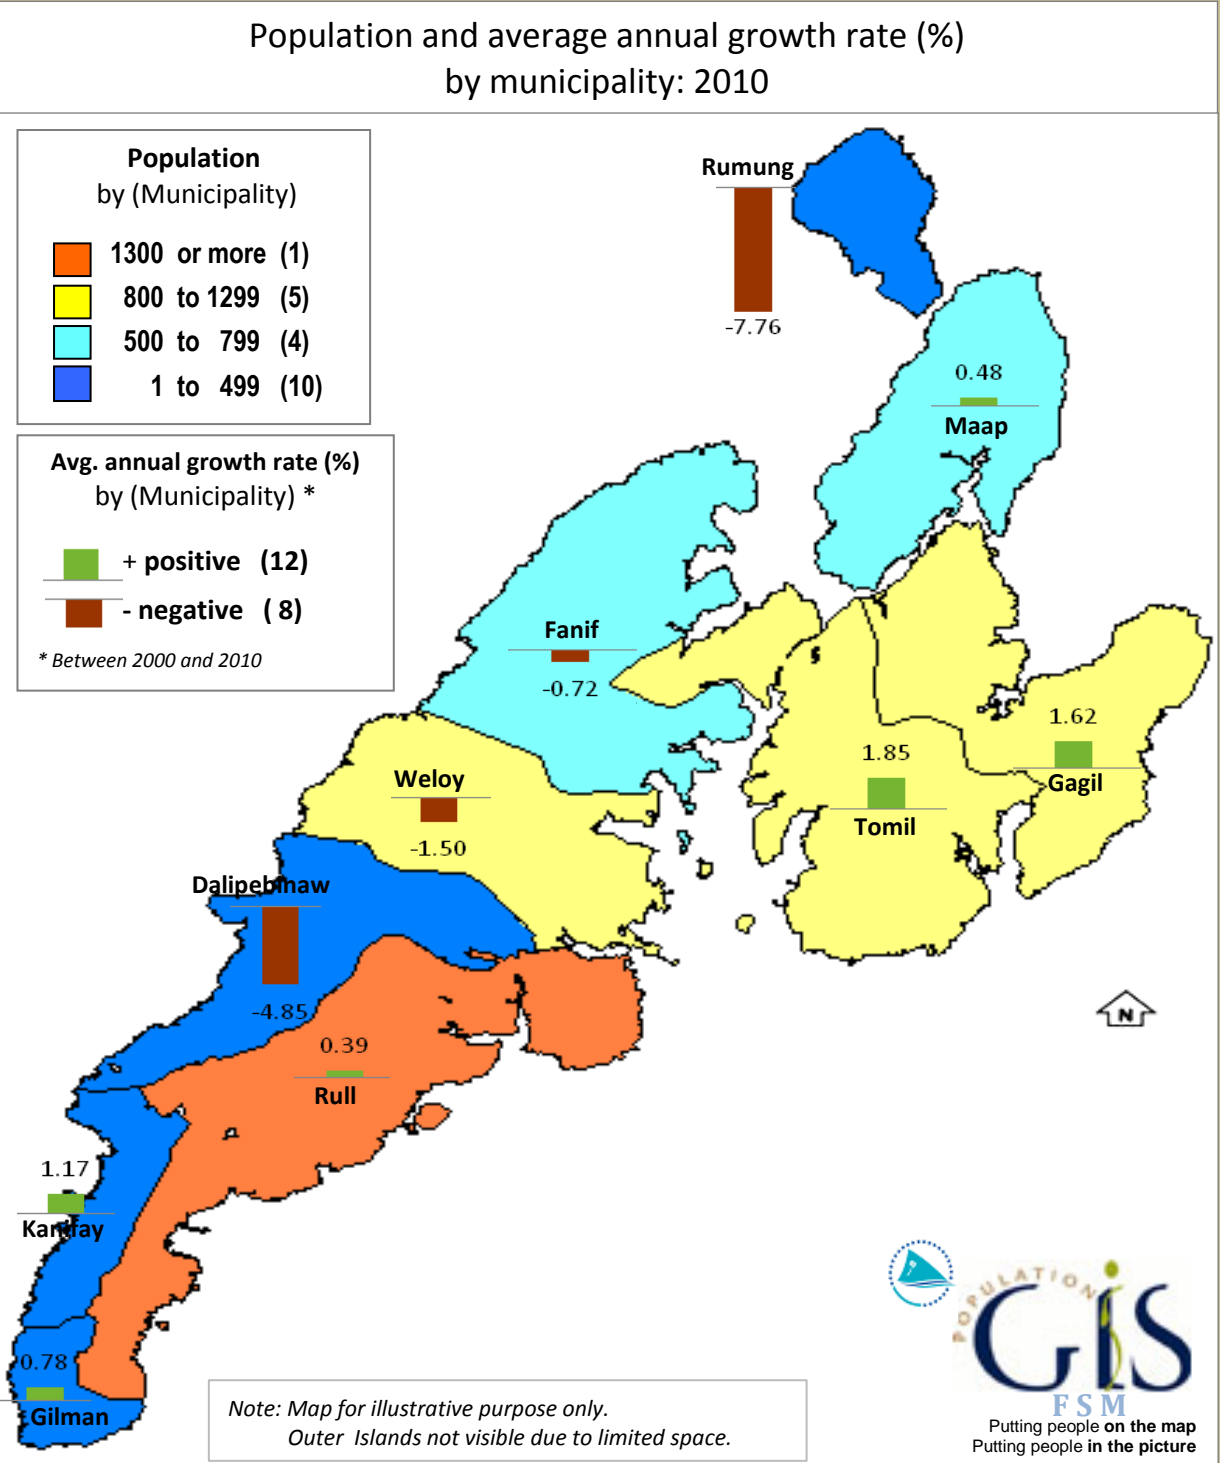 Population and average annual growth rate (%)
by municipality: 2010
Population
by (Municipality)
1300 or more (1)
800 to 1299 (5)
500 to 799 (4)
1 to 499 (10)
Avg. annual growth rate (%)
by (Municipality) *
+ positive (12)
- negative ( 8)
* Between 2000 and 2010
Rumung
-7.76
0.48
Maap
Fanif
-0.72
1.62
Gagil
1.85
Tomil
Weloy
-1.50
Dalipebinaw
-4.85
0.39
Rull
1.17
Kanifay
0.78
Gilman
N
POPULATION
GIS
FSM
Putting people on the map
Putting people in the picture
Note: Map for illustrative purpose only.
Outer Islands not visible due to limited space.